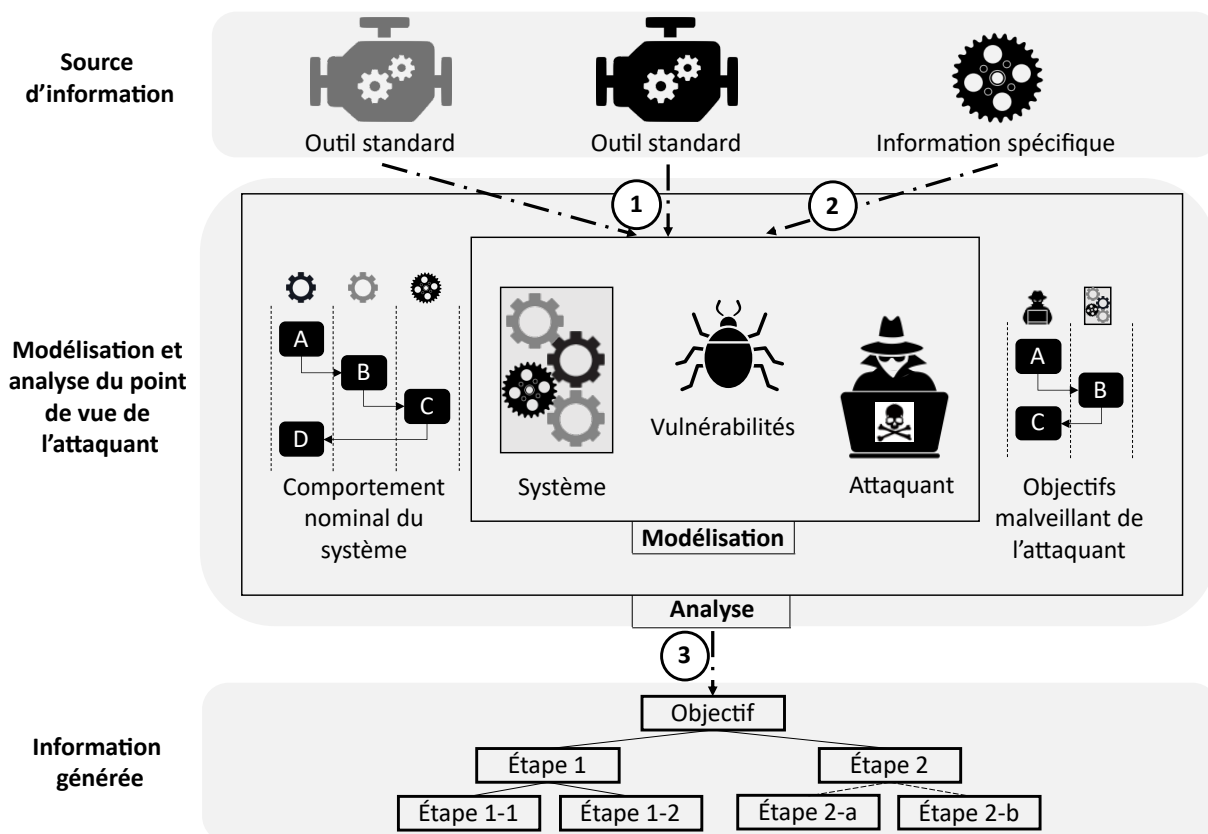 Source
d'information
Outil standard
Outil standard
Information spécifique
1
2
Modélisation et
analyse du point
de vue de
l'attaquant
A
B
C
D
Comportement
nominal du
système
Système
Vulnérabilités
Attaquant
A
B
C
Objectifs
malveillant de
l'attaquant
Modélisation
Analyse
3
Information
générée
Objectif
Étape 1
Étape 2
Étape 1-1
Étape 1-2
Étape 2-a
Étape 2-b